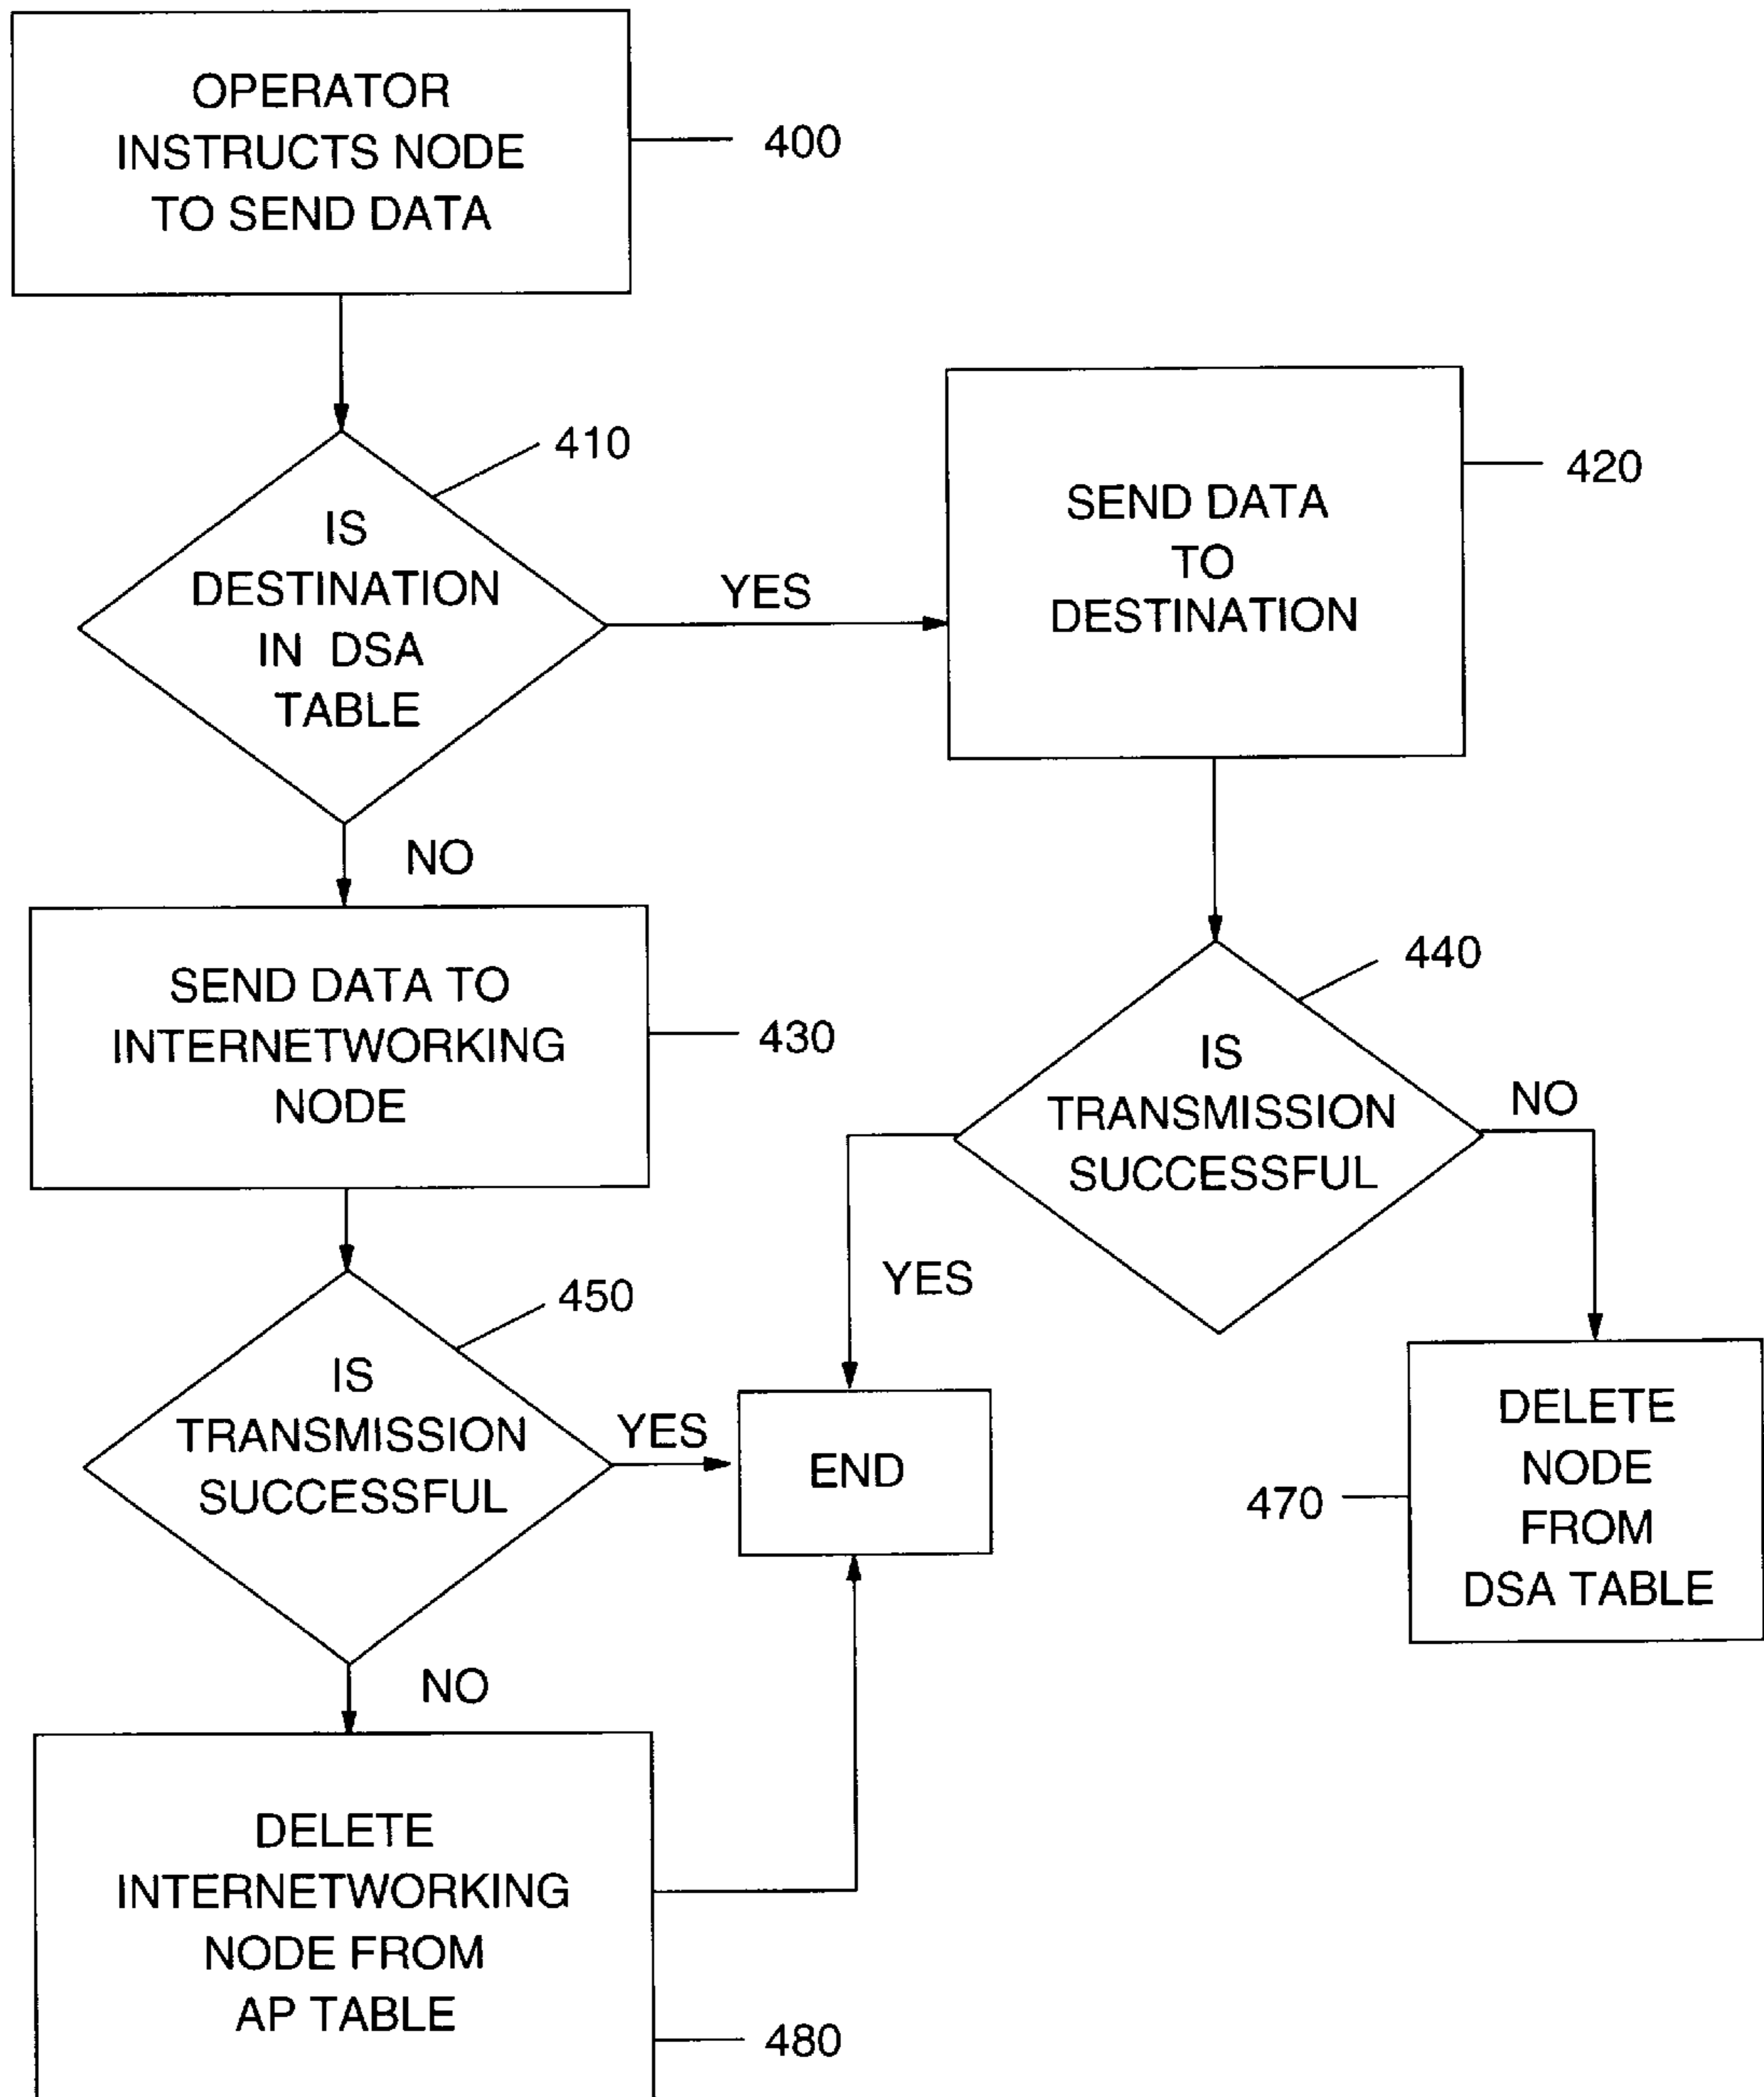 OPERATOR
INSTRUCTS NODE
TO SEND DATA
400
410
IS
DESTINATION
IN DSA
TABLE
YES
SEND DATA
TO
DESTINATION
420
NO
SEND DATA TO
INTERNETWORKING
NODE
430
440
IS
TRANSMISSION
SUCCESSFUL
NO
YES
450
IS
TRANSMISSION
SUCCESSFUL
YES
END
470
DELETE
NODE
FROM
DSA TABLE
NO
DELETE
INTERNETWORKING
NODE FROM
AP TABLE
480